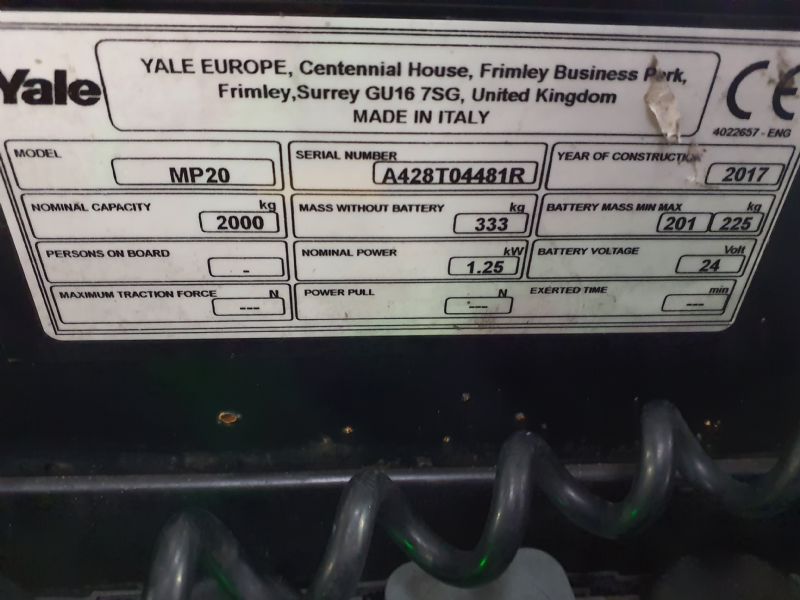 Yale
YALE EUROPE, Centennial House, Frimley Business Park,
Frimley,Surrey GU16 7SG, United Kingdom
MADE IN ITALY
CE
4022657 - ENG
MODEL
MP20
SERIAL NUMBER
A428T04481R
YEAR OF CONSTRUCTION
2017
NOMINAL CAPACITY kg
2000
MASS WITHOUT BATTERY kg
333
BATTERY MASS MIN MAX kg
201 225
PERSONS ON BOARD
-
NOMINAL POWER kW
1.25
BATTERY VOLTAGE Volt
24
MAXIMUM TRACTION FORCE N
---
POWER PULL N
---
EXERTED TIME min
---